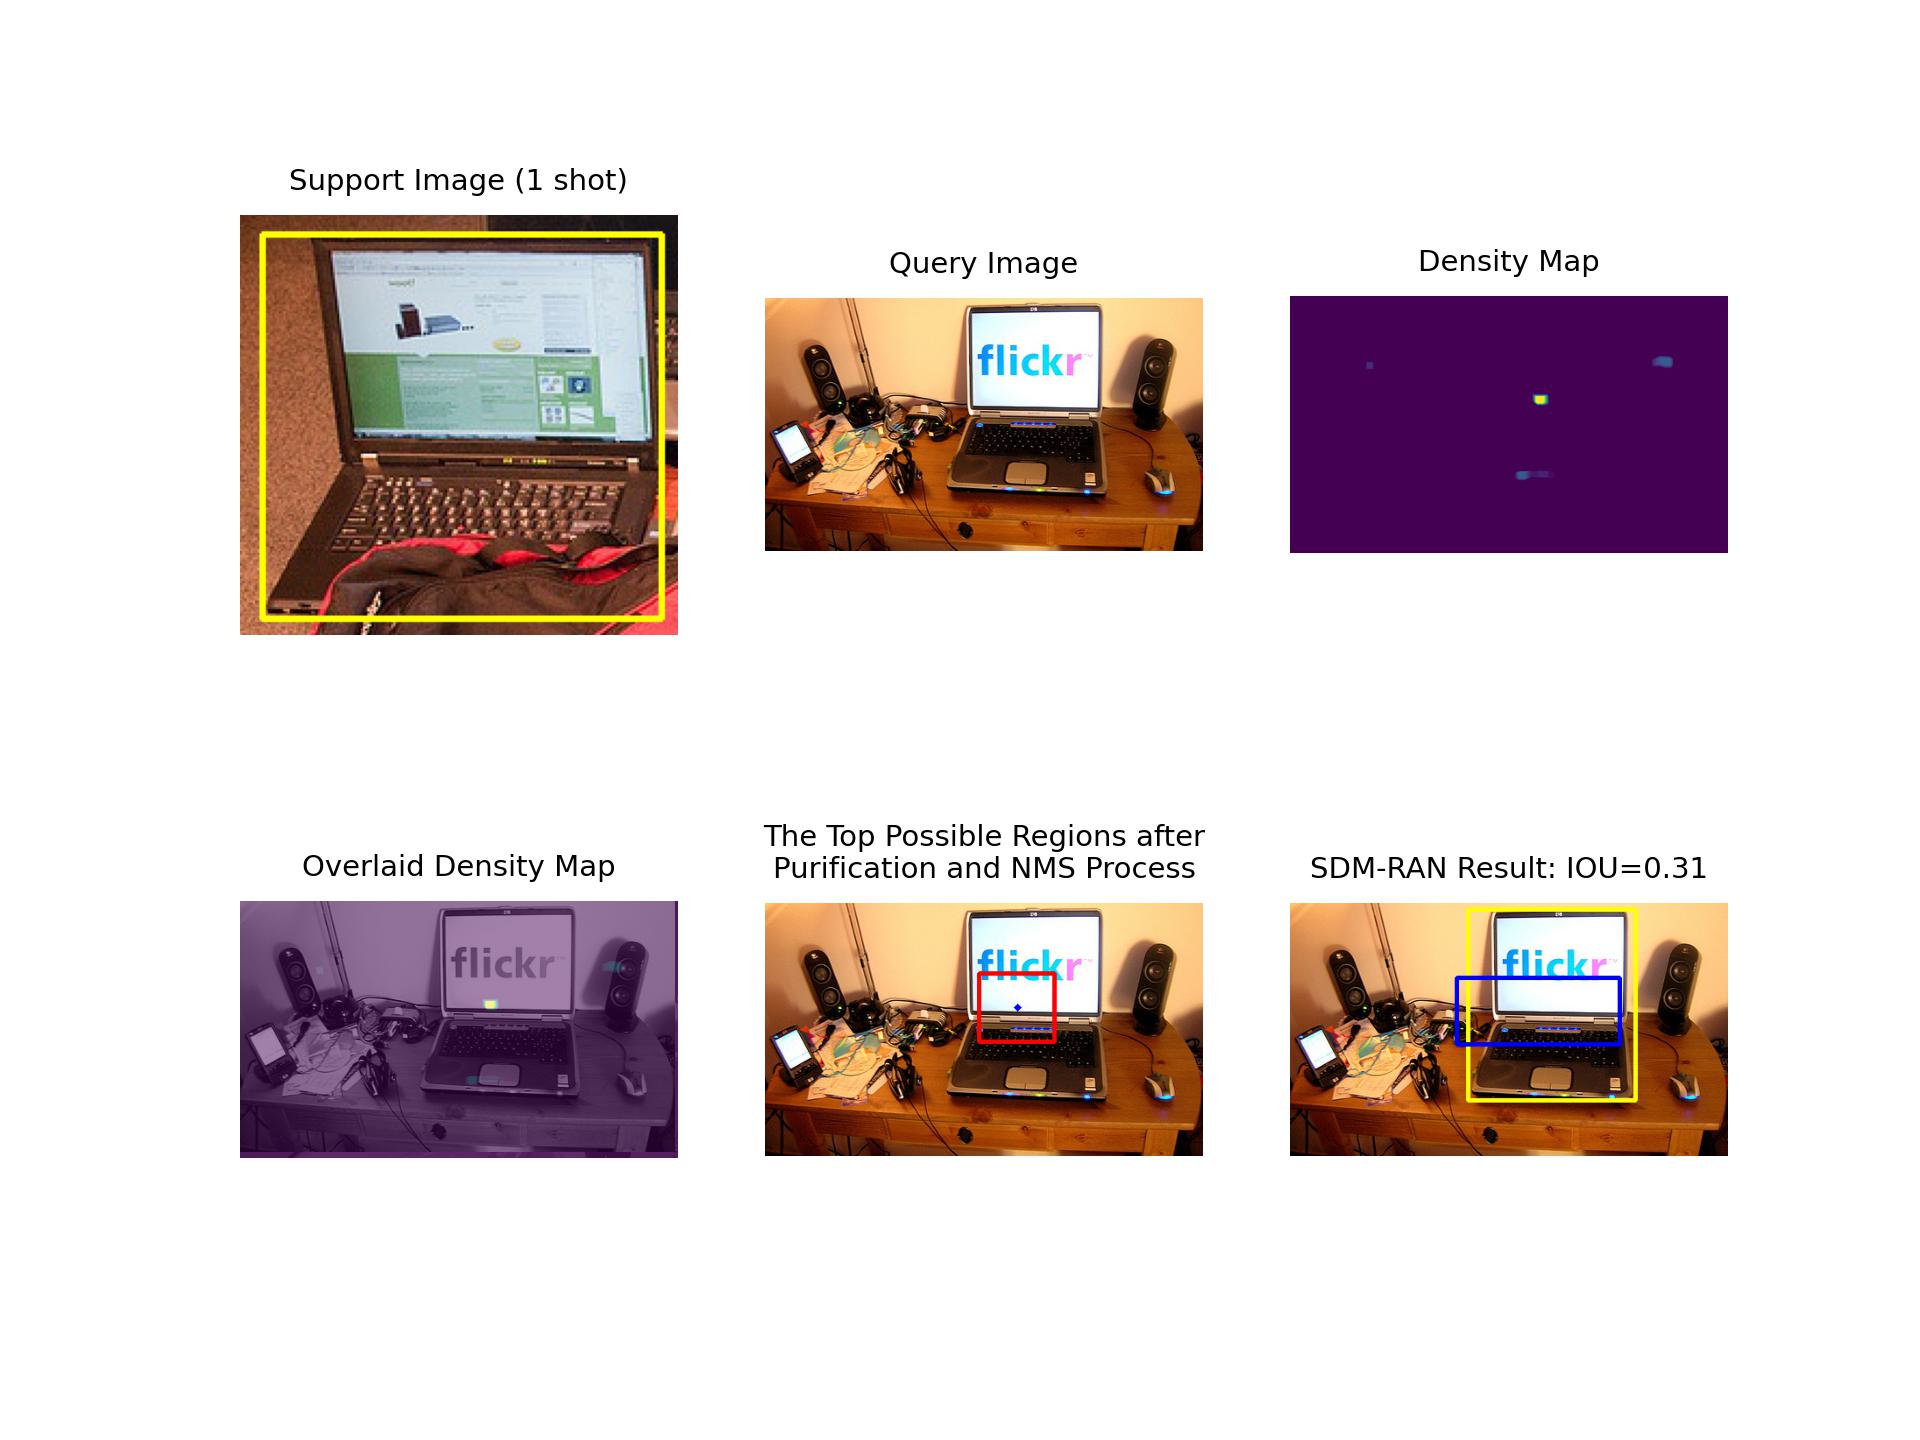 Support Image (1 shot)
woot!
Query Image
flickr
Density Map
Overlaid Density Map
flickr
The Top Possible Regions after
Purification and NMS Process
flickr
SDM-RAN Result: IOU=0.31
flickr